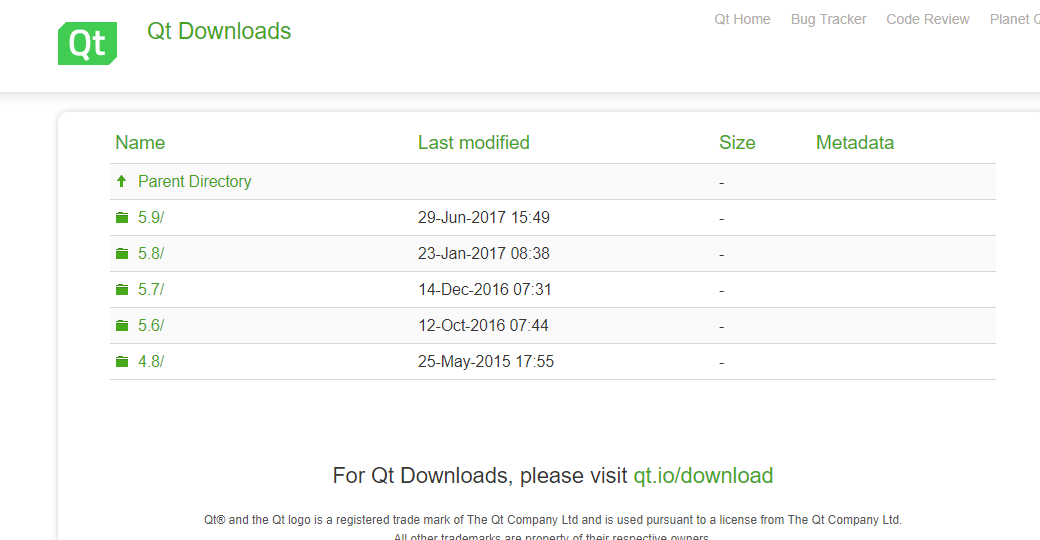 Qt Qt Downloads Qt Home Bug Tracker Code Review Planet
Name Last modified Size Metadata
Parent Directory -
5.9/ 29-Jun-2017 15:49 -
5.8/ 23-Jan-2017 08:38 -
5.7/ 14-Dec-2016 07:31 -
5.6/ 12-Oct-2016 07:44 -
4.8/ 25-May-2015 17:55 -
For Qt Downloads, please visit qt.io/download
Qt® and the Qt logo is a registered trade mark of The Qt Company Ltd and is used pursuant to a license from The Qt Company Ltd.
All other trademarks are property of their respective owners.